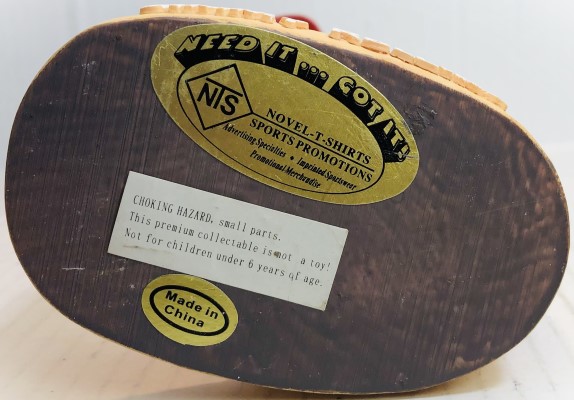 NEED IT ... GOT AT!
NTS
NOVEL-T-SHIRTS
SPORTS PROMOTIONS
Advertising Specialties • Imprinted Sportswear
Promotional Merchandise
CHOKING HAZARD, small parts.
This premium collectable is not a toy!
Not for children under 6 years of age.
Made in
China